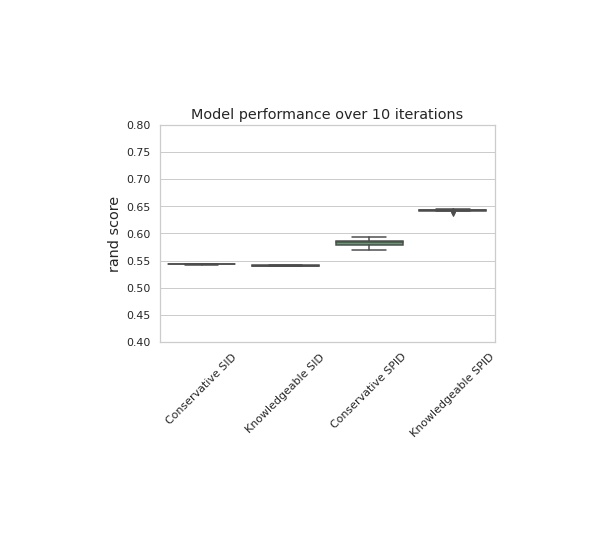 Model performance over 10 iterations
0.80
0.75
0.70
0.65
0.60
0.55
0.50
0.45
0.40
rand score
Conservative SID
Knowledgeable SID
Conservative SPID
Knowledgeable SPID